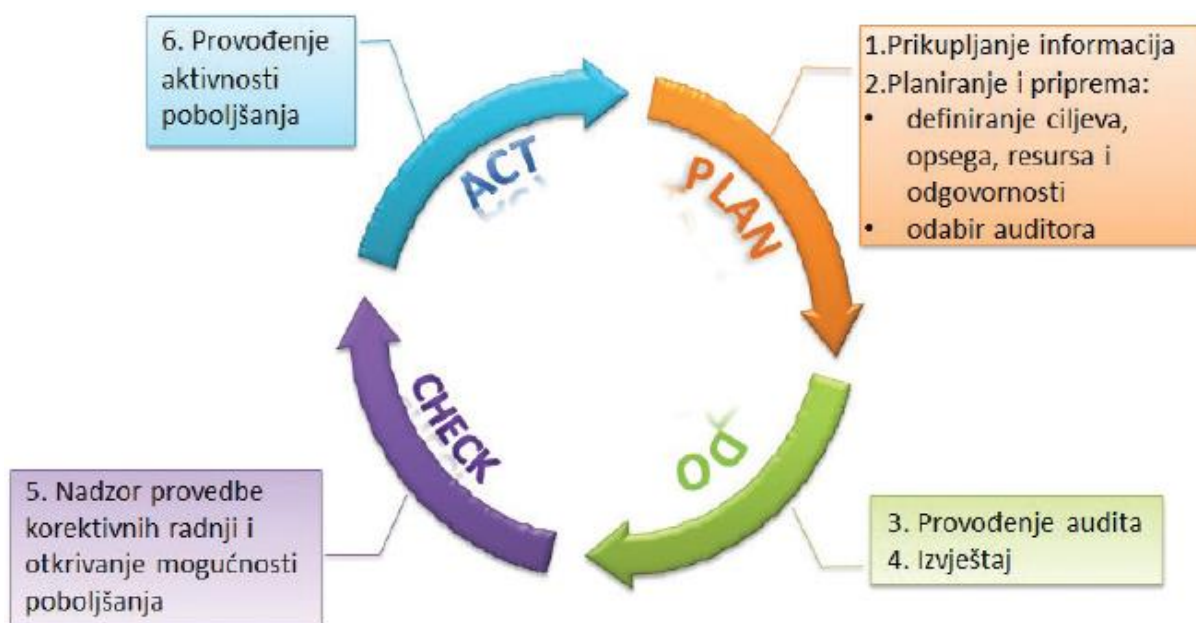 6. Provođenje
aktivnosti
poboljšanja
1.Prikupljanje informacija
2.Planiranje i priprema:
• definiranje ciljeva,
opsega, resursa i
odgovornosti
• odabir auditora
ACT
PLAN
CHECK
DO
5. Nadzor provedbe
korektivnih radnji i
otkrivanje mogućnosti
poboljšanja
3. Provođenje audita
4. Izvještaj